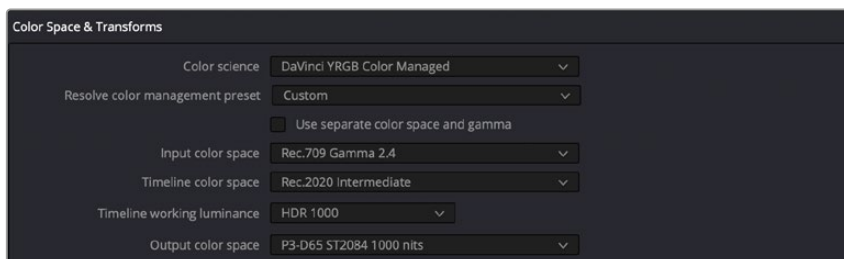 Color Space & Transforms
Color science DaVinci YRGB Color Managed
Resolve color management preset Custom
Use separate color space and gamma
Input color space Rec.709 Gamma 2.4
Timeline color space Rec.2020 Intermediate
Timeline working luminance HDR 1000
Output color space P3-D65 ST2084 1000 nits